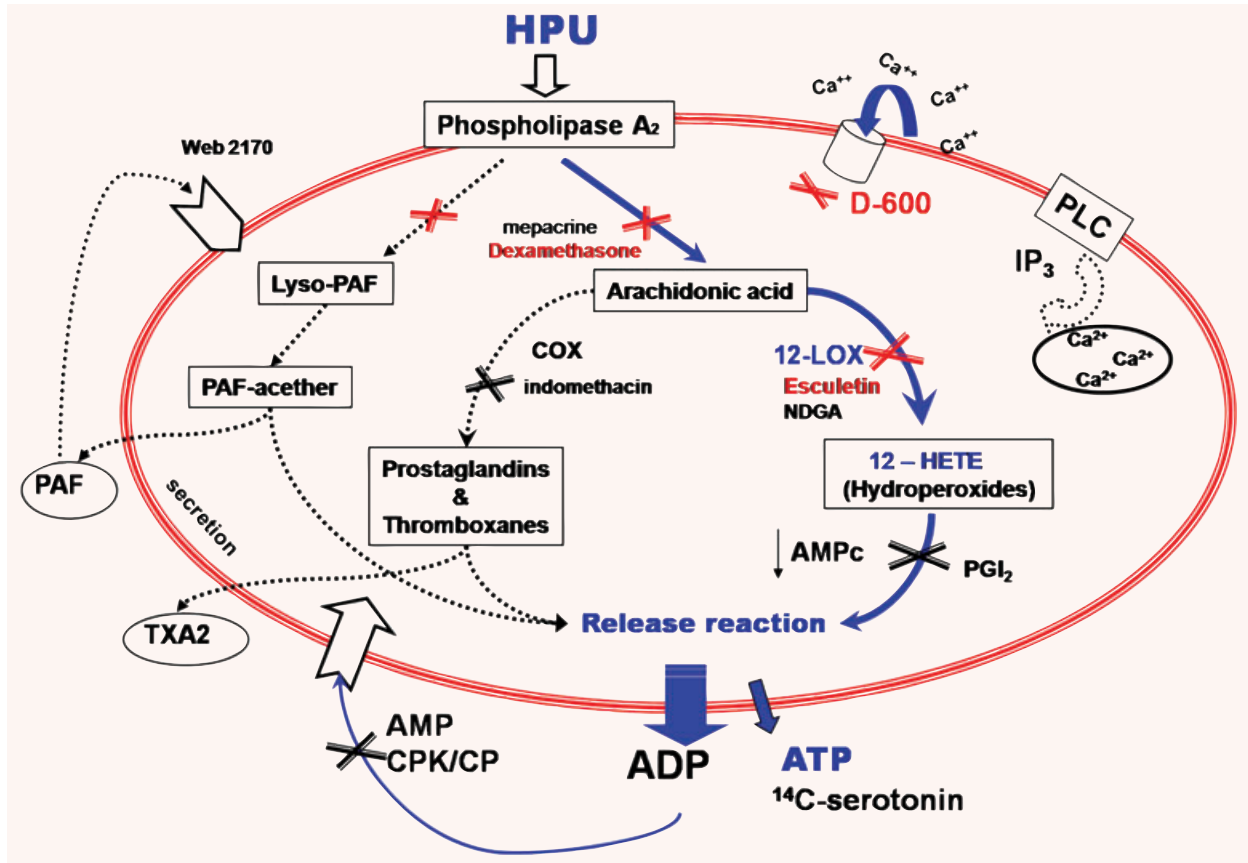 HPU
Ca⁺⁺
Ca⁺⁺
Ca⁺⁺
Ca⁺⁺
Phospholipase A₂
Web 2170
D-600
PLC
IP₃
mepacrine
Dexamethasone
Lyso-PAF
Arachidonic acid
Ca²⁺
Ca²⁺
Ca²⁺
COX
indomethacin
12-LOX
Esculetin
NDGA
PAF-acether
PAF
secretion
Prostaglandins
&
Thromboxanes
12 – HETE
(Hydroperoxides)
AMPc
PGI₂
TXA2
Release reaction
AMP
CPK/CP
ADP
ATP
¹⁴C-serotonin